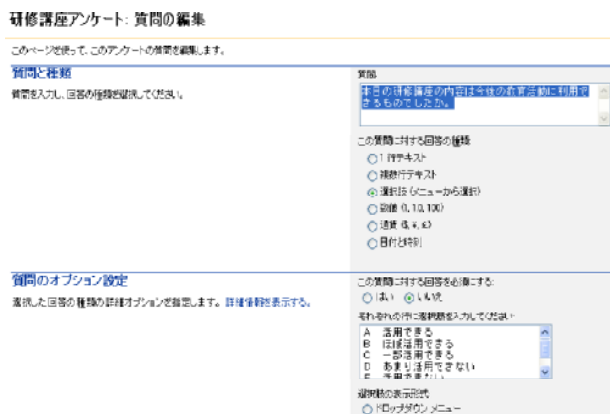 研修講座アンケート: 質問の編集
このページを使って、このアンケートの質問を編集します。
質問と種類
質問を入力し、回答の種類を選択してください。
質問
本日の研修講座の内容は今後の教育活動に利用で
きるものでしたか。
この質問に対する回答の種類
1 行テキスト
複数行テキスト
選択肢 (メニューから選択)
数値 (1, 1.0, 100)
通貨 ($, ¥, €)
日付と時刻
質問のオプション設定
選択した回答の種類の詳細オプションを指定します。詳細情報を表示する。
この質問に対する回答を必須にする:
はい いいえ
それぞれの行に選択肢を入力してください:
A 活用できる
B ほぼ活用できる
C 一部活用できる
D あまり活用できない
E 活用できない
選択肢の表示形式
ドロップダウン メニュー